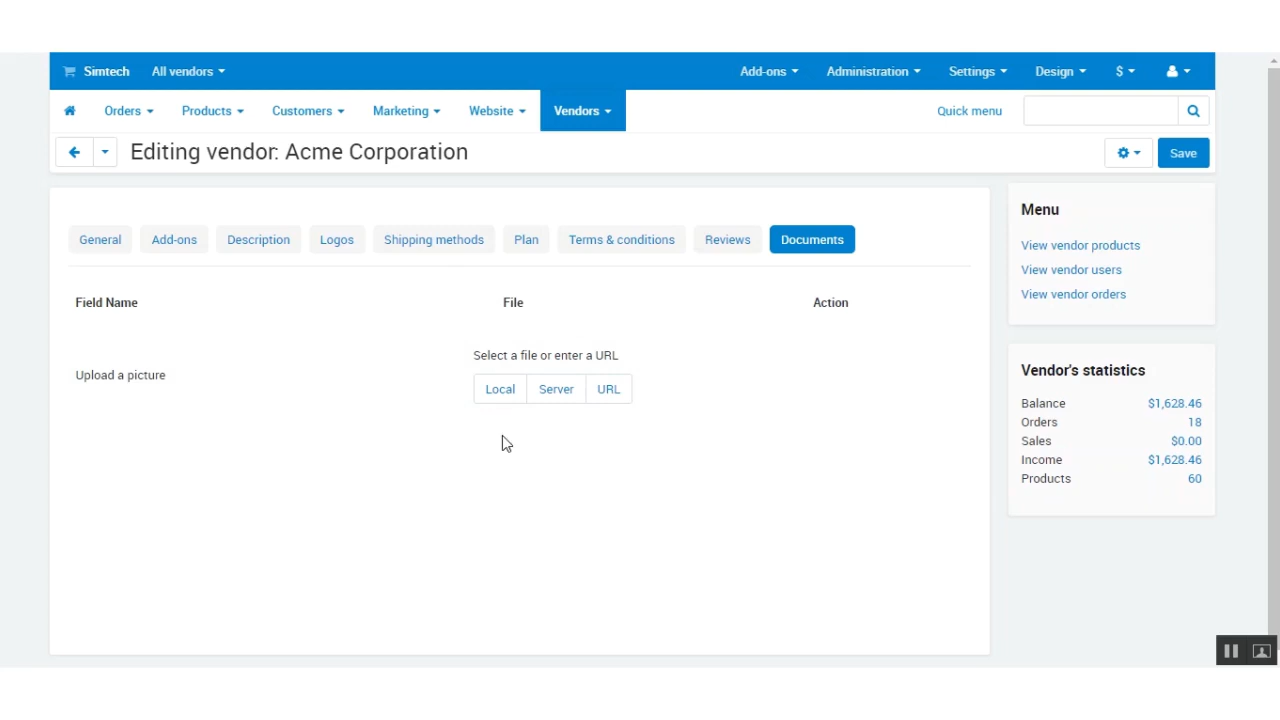 Simtech All vendors Add-ons Administration Settings Design $
Orders Products Customers Marketing Website Vendors Quick menu
Editing vendor: Acme Corporation Save
General Add-ons Description Logos Shipping methods Plan Terms & conditions Reviews Documents
Field Name File Action
Select a file or enter a URL
Upload a picture
Local Server URL
Menu
View vendor products
View vendor users
View vendor orders
Vendor's statistics
Balance $1,628.46
Orders 18
Sales $0.00
Income $1,628.46
Products 60